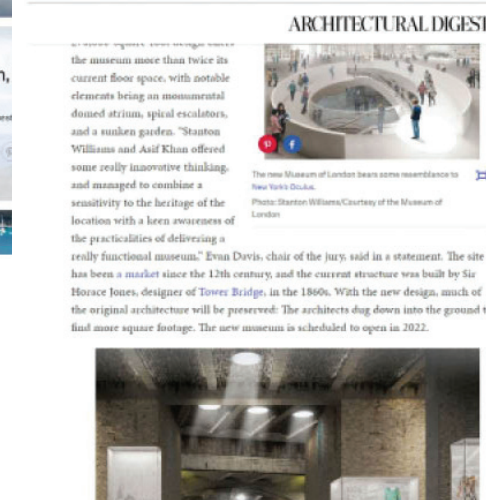 ARCHITECTURAL DIGEST
the museum more than twice its
current floor space, with notable
elements being an monumental
domed atrium, spiral escalators,
and a sunken garden. "Stanton
Williams and Asif Khan offered
some really innovative thinking,
and managed to combine a
sensitivity to the heritage of the
location with a keen awareness of
the practicalities of delivering a
The new Museum of London bears some resemblance to
New York's Oculus.
Photo: Stanton Williams/Courtesy of the Museum of
London
really functional museum," Evan Davis, chair of the jury, said in a statement. The site
has been a market since the 12th century, and the current structure was built by Sir
Horace Jones, designer of Tower Bridge, in the 1860s. With the new design, much of
the original architecture will be preserved: The architects dug down into the ground
find more square footage. The new museum is scheduled to open in 2022.